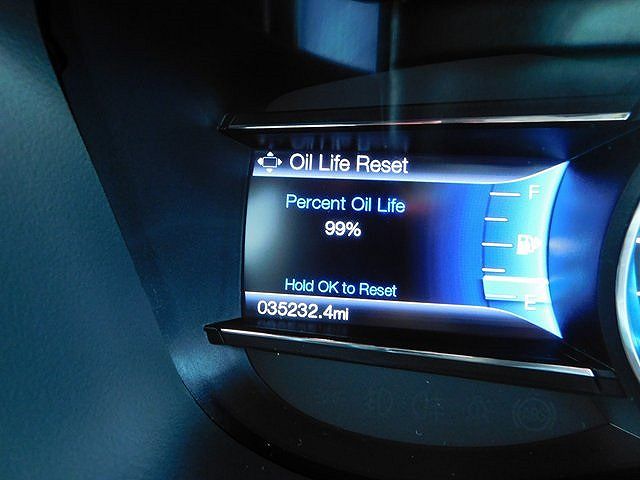 Oil Life Reset
Percent Oil Life
99%
Hold OK to Reset
035232.4mi
F
E